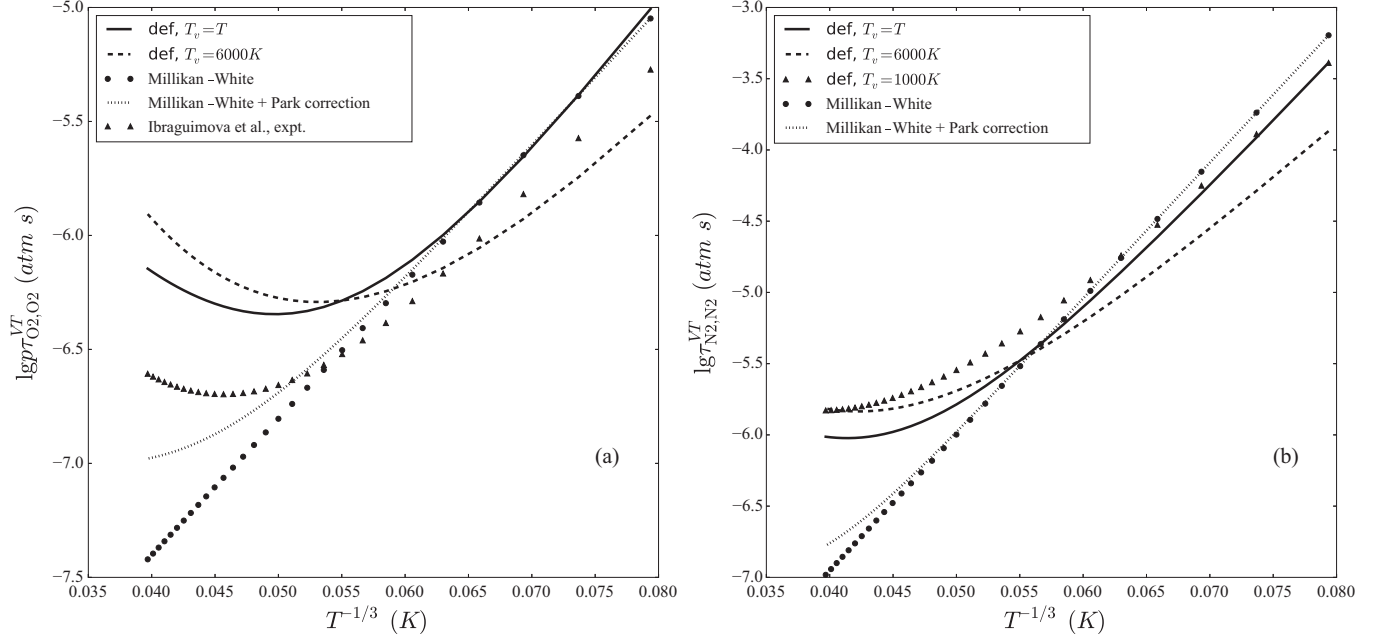 def, T_v=T
def, T_v=6000K
Millikan –White
Millikan –White + Park correction
Ibraguimova et al., expt.
−5.0
−5.5
−6.0
−6.5
−7.0
−7.5
lgpτ^{VT}_{O2,O2} (atm s)
(a)
0.035 0.040 0.045 0.050 0.055 0.060 0.065 0.070 0.075 0.080
T^{−1/3} (K)
def, T_v=T
def, T_v=6000K
def, T_v=1000K
Millikan –White
Millikan –White + Park correction
−3.0
−3.5
−4.0
−4.5
−5.0
−5.5
−6.0
−6.5
−7.0
lgτ^{VT}_{N2,N2} (atm s)
(b)
0.035 0.040 0.045 0.050 0.055 0.060 0.065 0.070 0.075 0.080
T^{−1/3} (K)